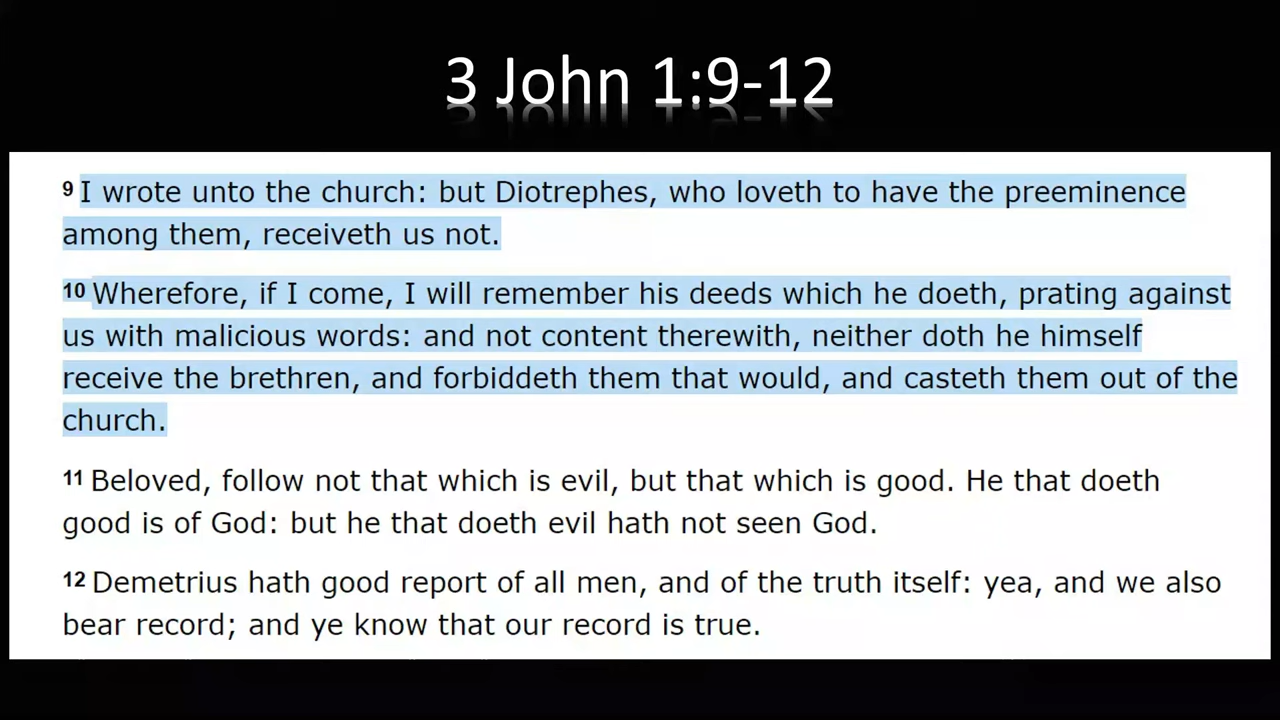 3 John 1:9-12
9 I wrote unto the church: but Diotrephes, who loveth to have the preeminence
among them, receiveth us not.
10 Wherefore, if I come, I will remember his deeds which he doeth, prating against
us with malicious words: and not content therewith, neither doth he himself
receive the brethren, and forbiddeth them that would, and casteth them out of the
church.
11 Beloved, follow not that which is evil, but that which is good. He that doeth
good is of God: but he that doeth evil hath not seen God.
12 Demetrius hath good report of all men, and of the truth itself: yea, and we also
bear record; and ye know that our record is true.